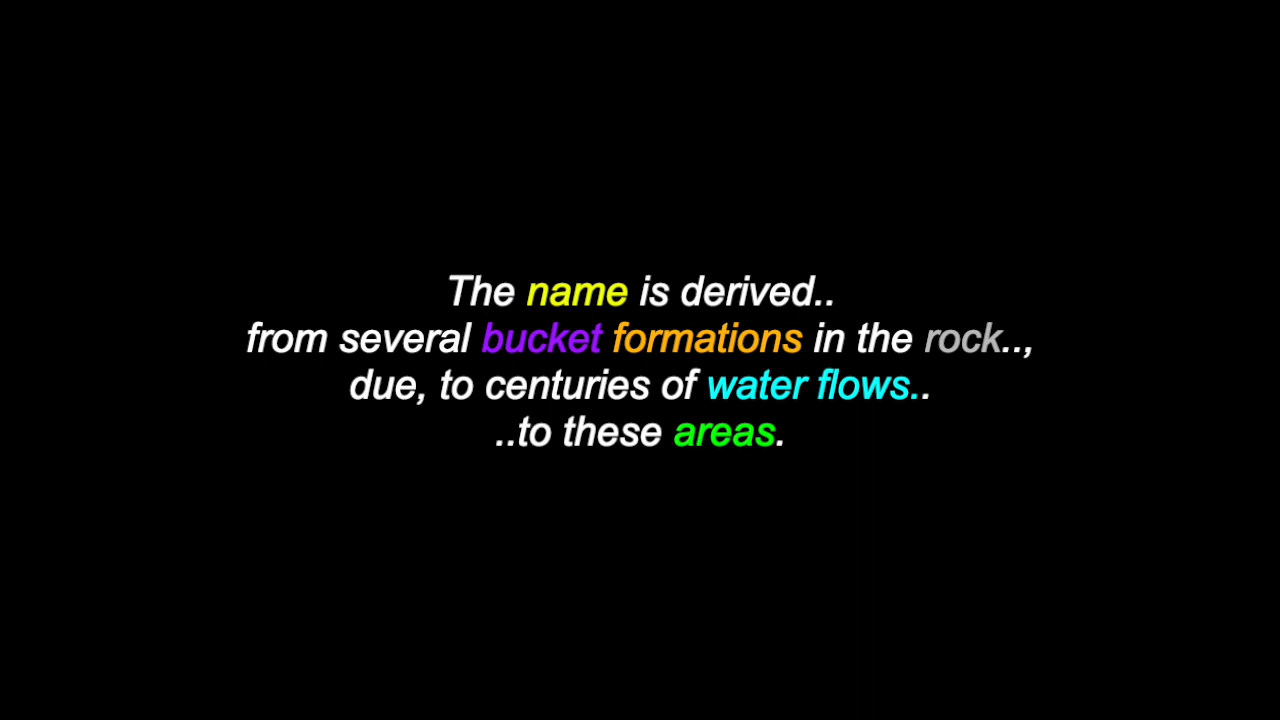 The name is derived..
from several bucket formations in the rock..,
due, to centuries of water flows..
..to these areas.